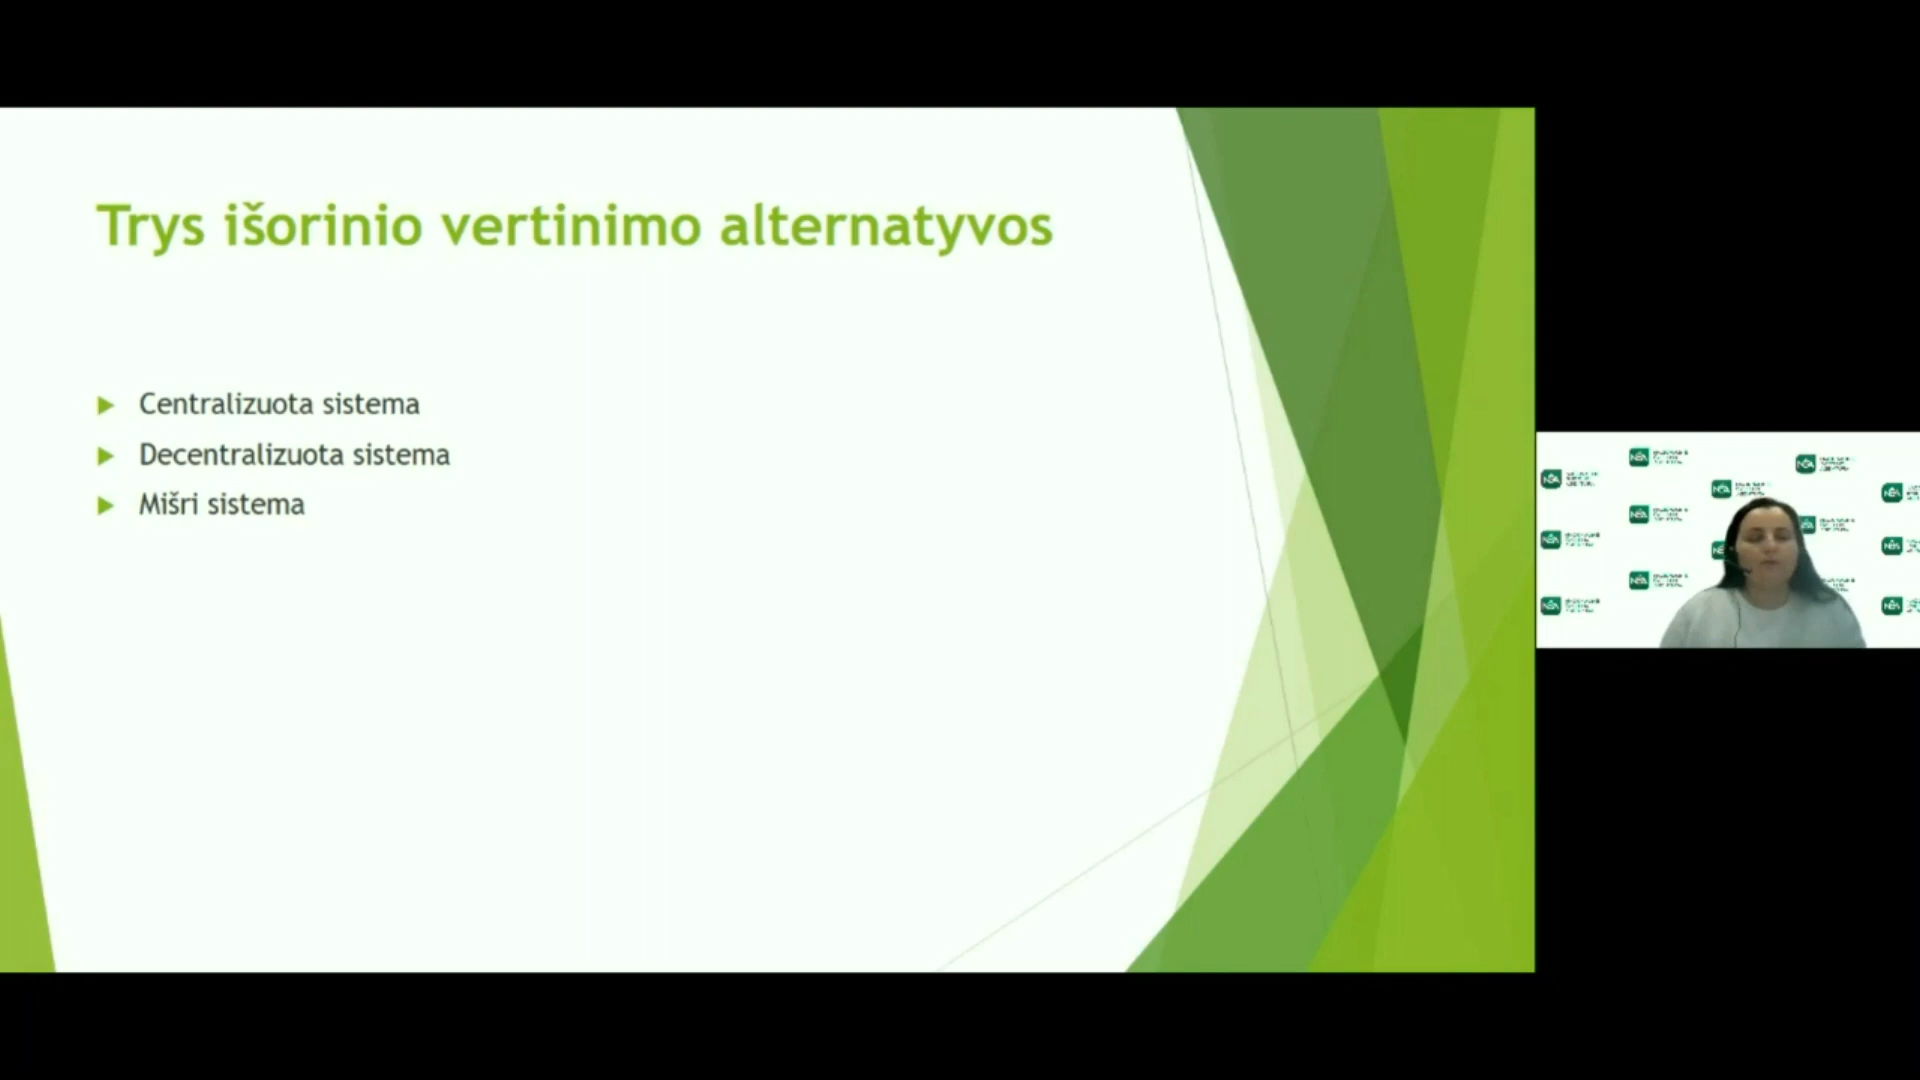 Trys išorinio vertinimo alternatyvos
Centralizuota sistema
Decentralizuota sistema
Mišri sistema